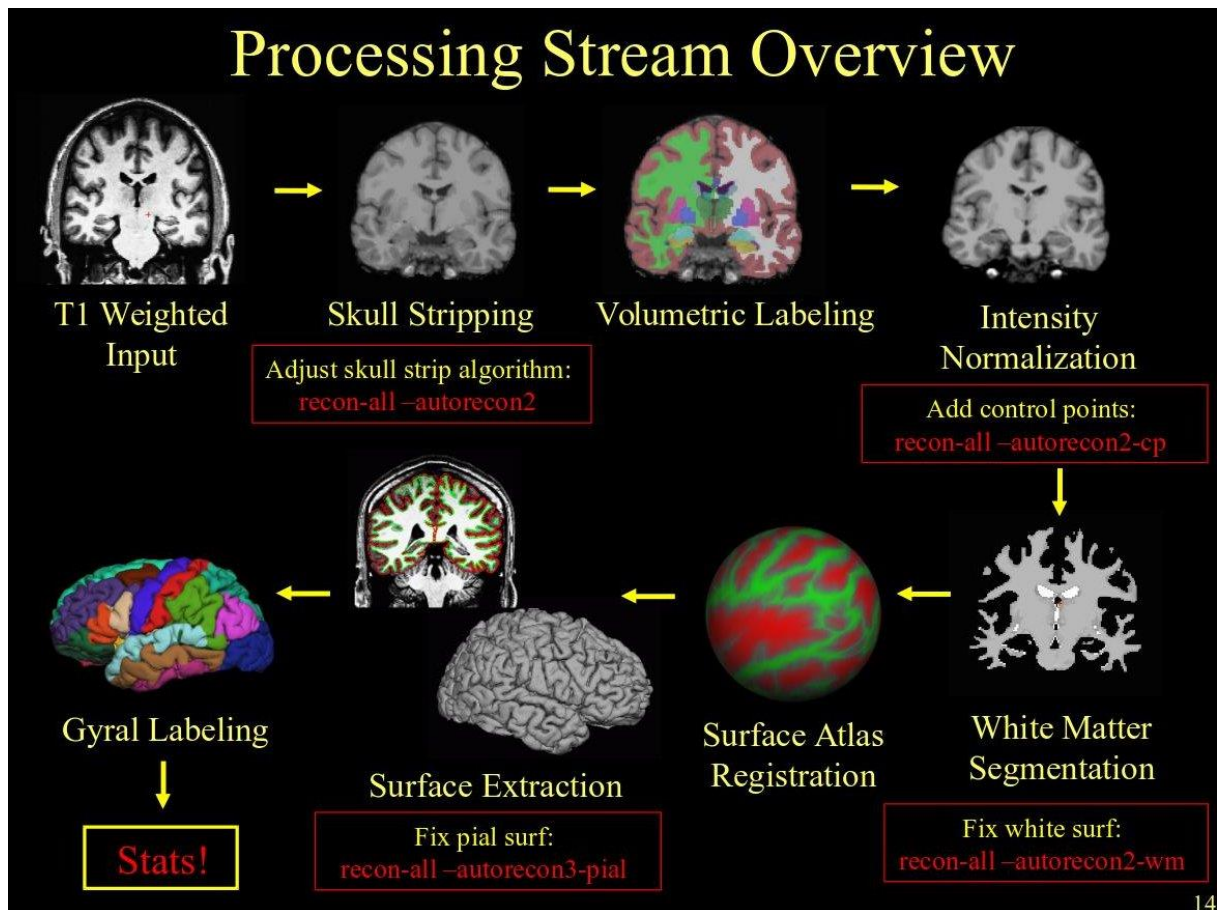 Processing Stream Overview
T1 Weighted
Input
Skull Stripping
Adjust skull strip algorithm:
recon-all –autorecon2
Volumetric Labeling
Intensity
Normalization
Add control points:
recon-all –autorecon2-cp
White Matter
Segmentation
Fix white surf:
recon-all –autorecon2-wm
Surface Atlas
Registration
Surface Extraction
Fix pial surf:
recon-all –autorecon3-pial
Gyral Labeling
Stats!
14